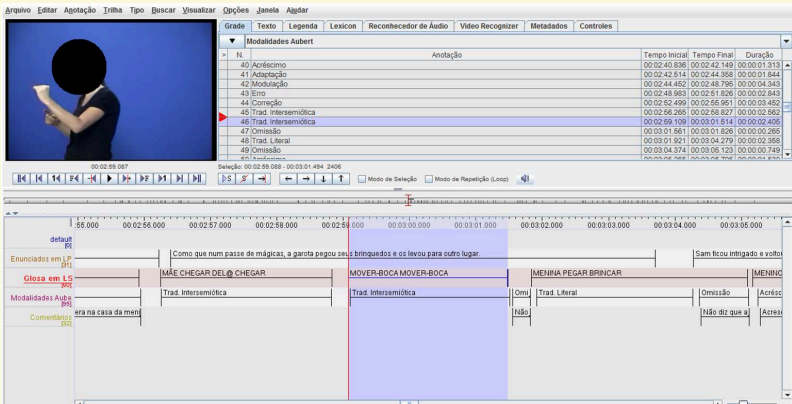 Arquivo Editar Anotação Trilha Tipo Buscar Visualizar Opções Janela Ajudar
Grade Texto Legenda Lexicon Reconhecedor de Áudio Video Recognizer Metadados Controles
Modalidades Aubert
> N. Anotação Tempo Inicial Tempo Final Duração
40 Acréscimo 00:02:40.836 00:02:42.149 00:00:01.313
41 Adaptação 00:02:42.514 00:02:44.358 00:00:01.844
42 Modulação 00:02:44.452 00:02:48.795 00:00:04.343
43 Erro 00:02:48.983 00:02:51.826 00:00:02.843
44 Correção 00:02:52.499 00:02:55.951 00:00:03.452
45 Trad. Intersemiótica 00:02:56.265 00:02:58.827 00:00:02.562
46 Trad. Intersemiótica 00:02:59.109 00:03:01.514 00:00:02.405
47 Omissão 00:03:01.561 00:03:01.826 00:00:00.265
48 Trad. Literal 00:03:01.921 00:03:04.279 00:00:02.358
49 Omissão 00:03:04.374 00:03:05.123 00:00:00.749
00:02:59.087 Seleção: 00:02:59.088 - 00:03:01.494 2406
Modo de Seleção Modo de Repetição (Loop)
:55.000 00:02:56.000 00:02:57.000 00:02:58.000 00:02:59.000 00:03:00.000 00:03:01.000 00:03:02.000 00:03:03.000 00:03:04.000 00:03:05.000
default
[0]
Enunciados em LP Como que num passe de mágicas, a garota pegou seus brinquedos e os levou para outro lugar. Sam ficou intrigado e voltou
[31]
Glosa em LS MÃE CHEGAR DEL@ CHEGAR MOVER-BOCA MOVER-BOCA MENINA PEGAR BRINCAR MENINO
Modalidades Aube Trad. Intersemiótica Trad. Intersemiótica Omi Trad. Literal Omissão Acrésc
[95]
Comentários era na casa da meni Não Não diz que a Acresc